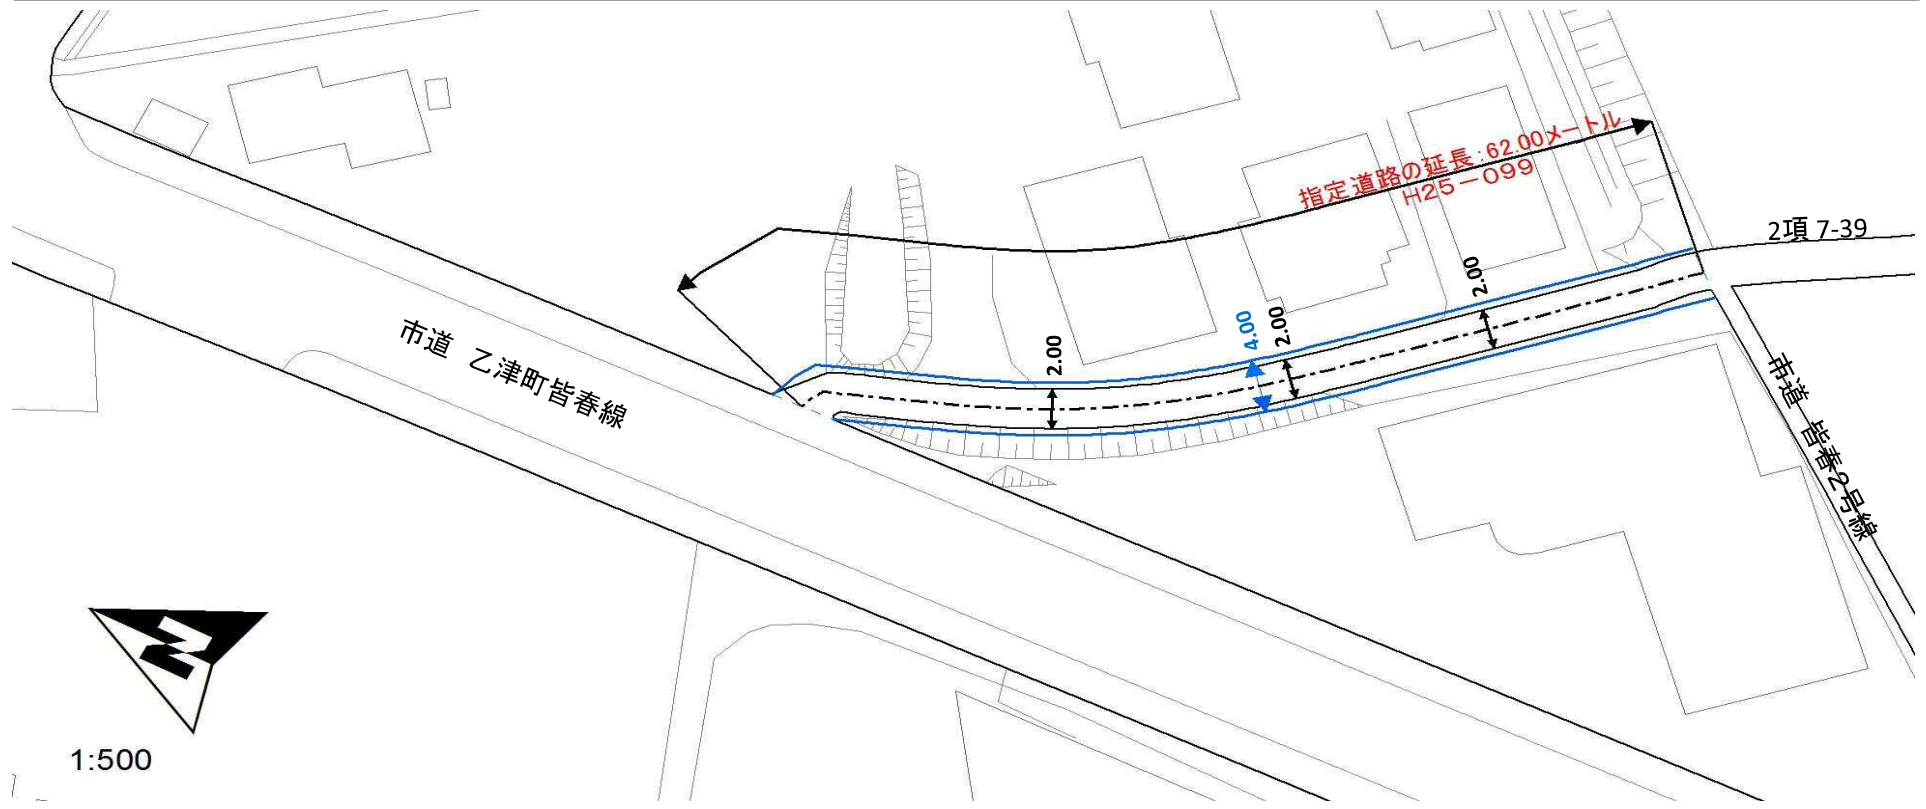 指定道路の延長:62.00メートル
H25-099
2項 7-39
2.00
4.00
2.00
2.00
市道 乙津町皆春線
市道 皆春2号線
N
1:500